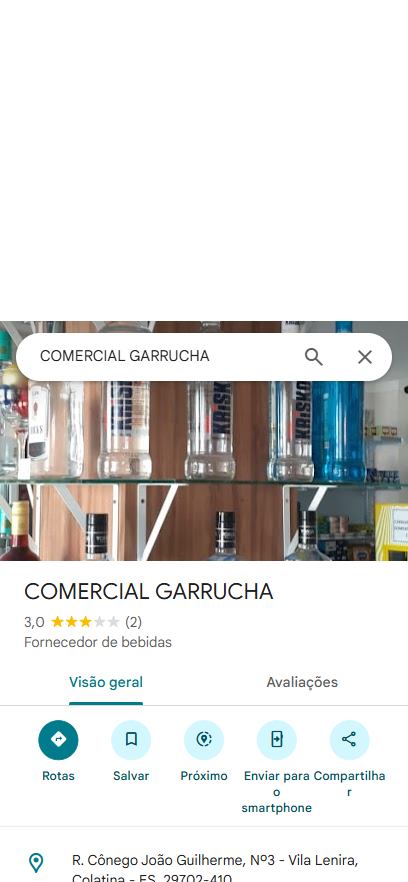 COMERCIAL GARRUCHA
KRISKO
KRISKO
KRISKO
COMERCIAL GARRUCHA
3,0 (2)
Fornecedor de bebidas
Visão geral
Avaliações
Rotas
Salvar
Próximo
Enviar para o smartphone
Compartilhar
R. Cônego João Guilherme, Nº3 - Vila Lenira,
Colatina - ES, 29702-410